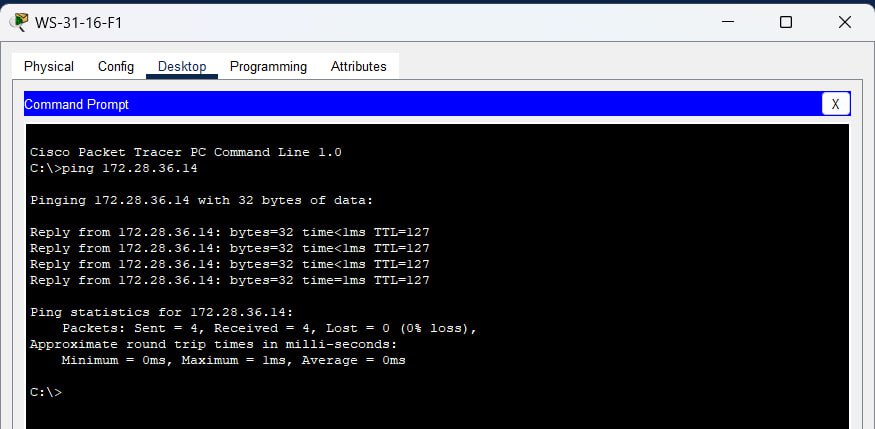 WS-31-16-F1
Physical Config Desktop Programming Attributes
Command Prompt
X
Cisco Packet Tracer PC Command Line 1.0
C:\>ping 172.28.36.14
Pinging 172.28.36.14 with 32 bytes of data:
Reply from 172.28.36.14: bytes=32 time<1ms TTL=127
Reply from 172.28.36.14: bytes=32 time<1ms TTL=127
Reply from 172.28.36.14: bytes=32 time<1ms TTL=127
Reply from 172.28.36.14: bytes=32 time=1ms TTL=127
Ping statistics for 172.28.36.14:
    Packets: Sent = 4, Received = 4, Lost = 0 (0% loss),
Approximate round trip times in milli-seconds:
    Minimum = 0ms, Maximum = 1ms, Average = 0ms
C:\>